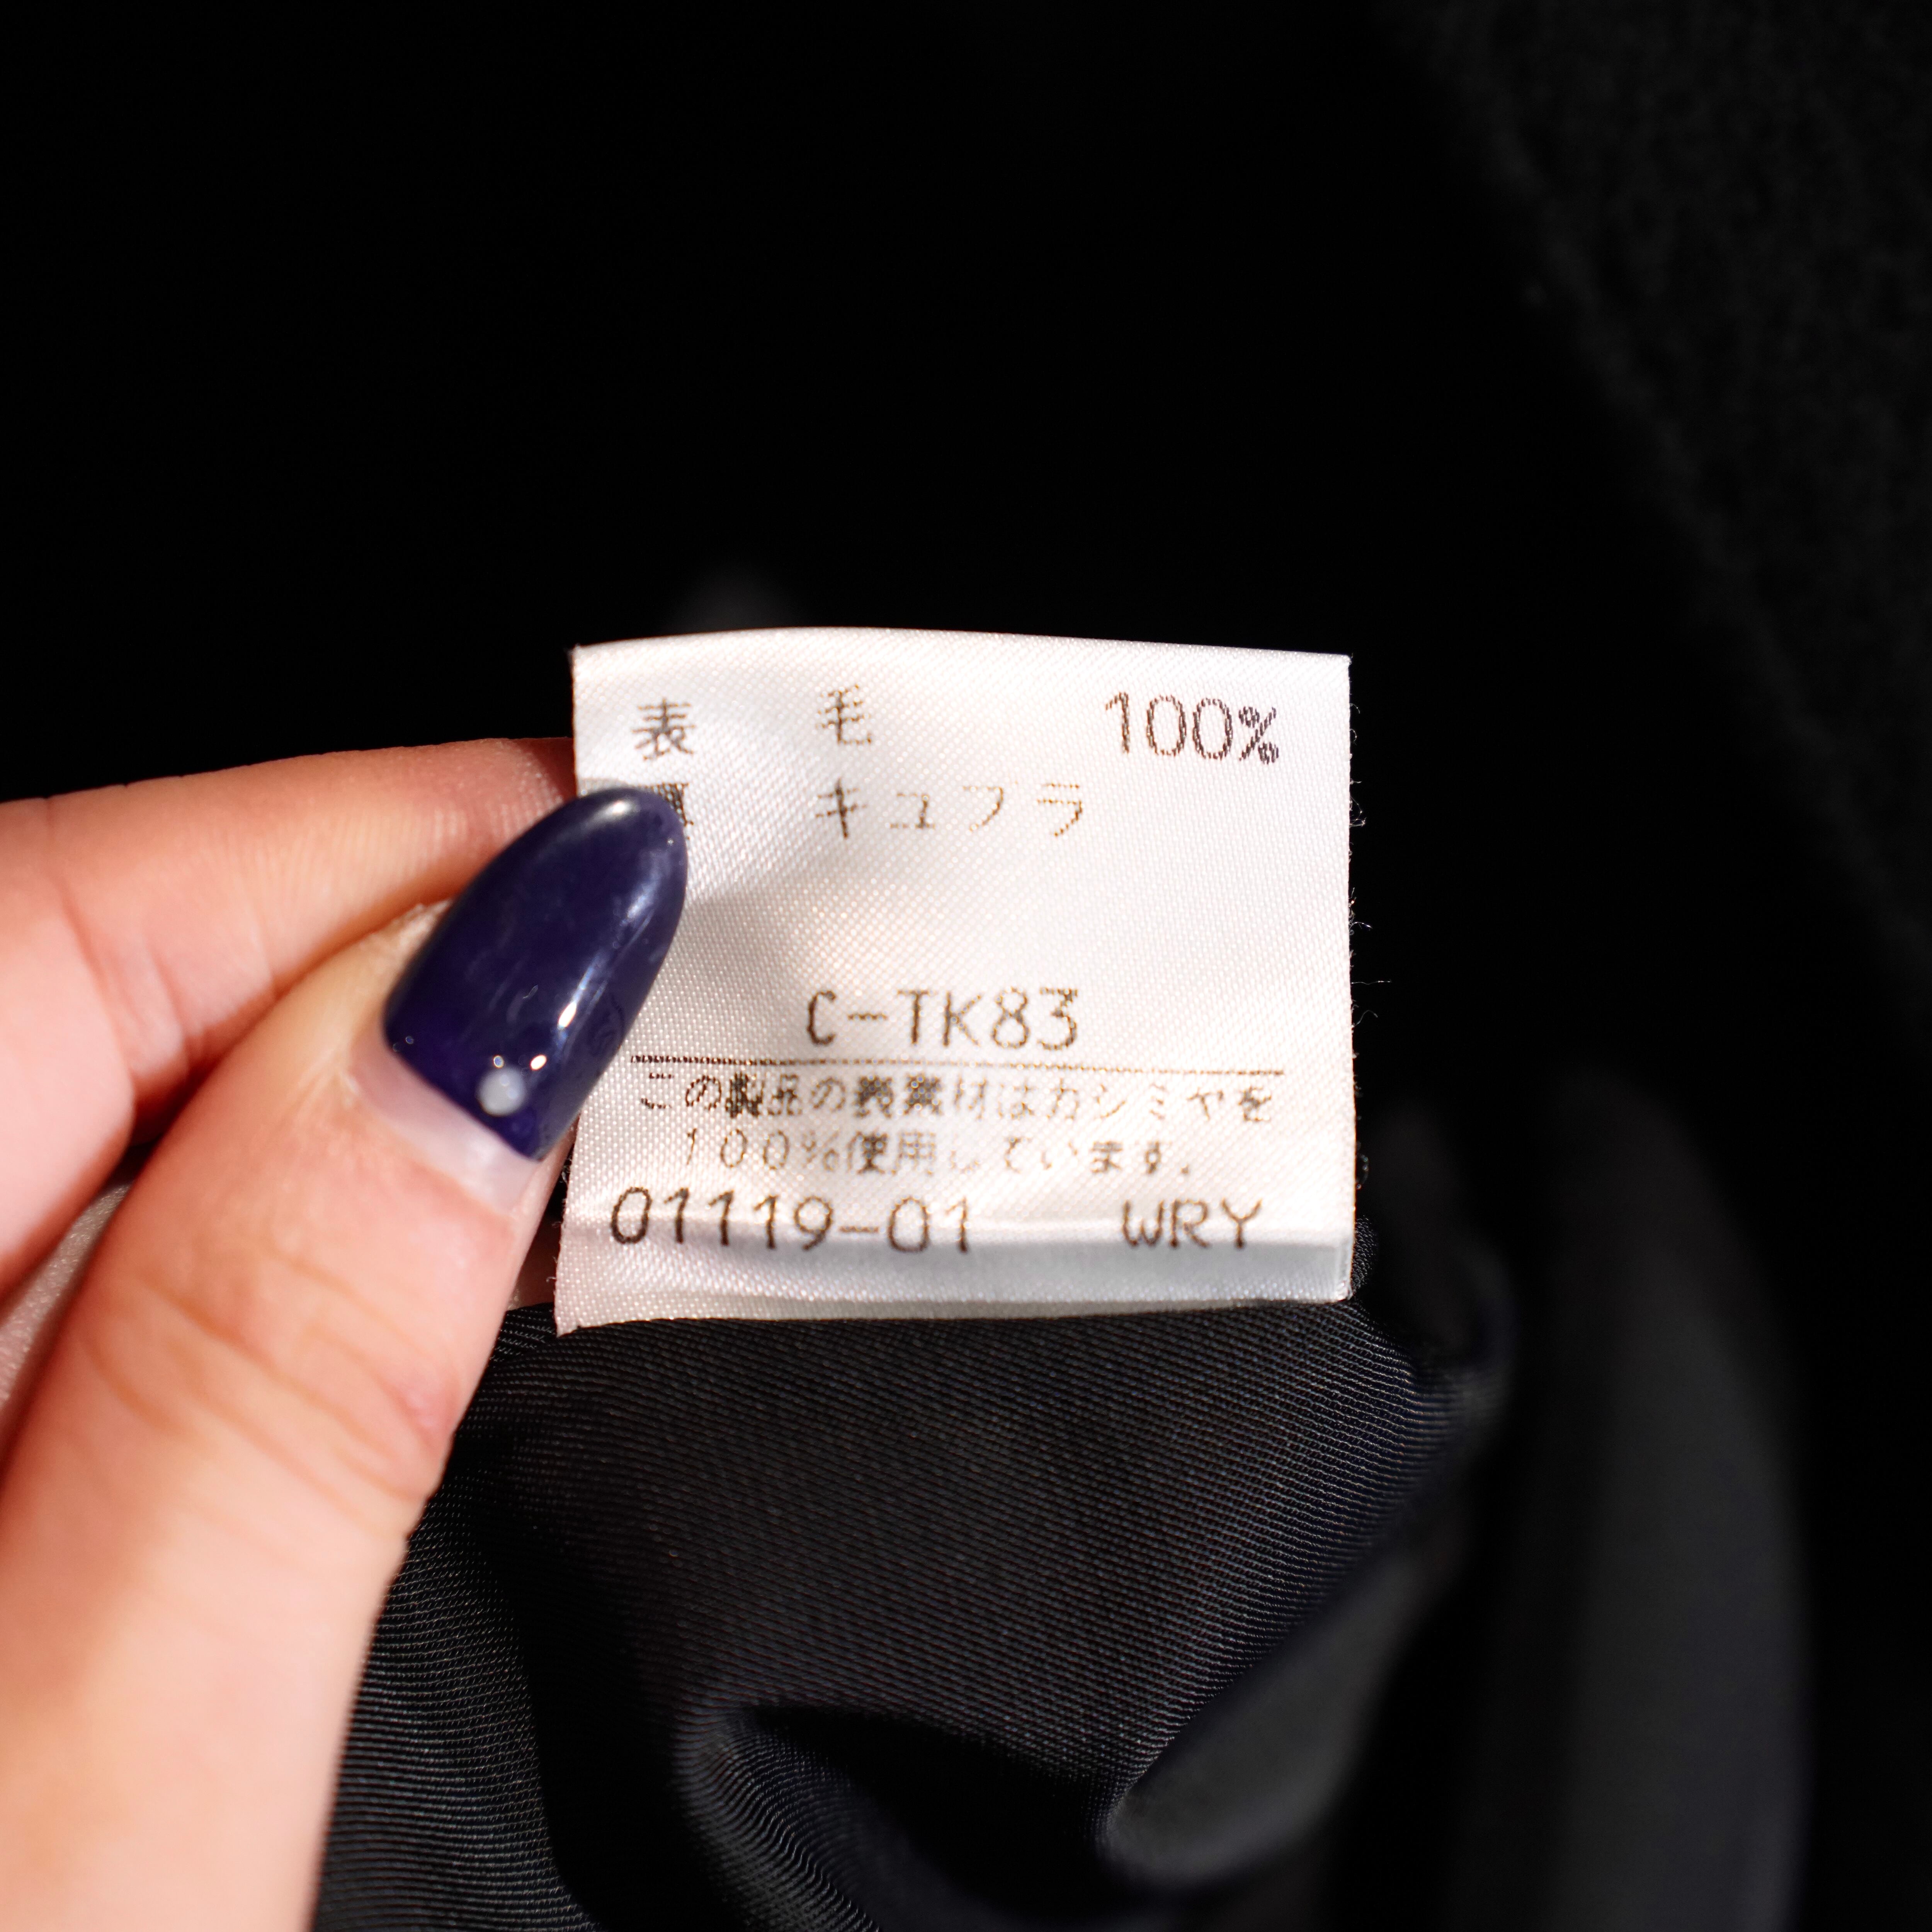 表 毛 100%
裏 キュプラ
C-TK83
この製品の表素材はカシミヤを
100%使用しています.
01119-01 WRY